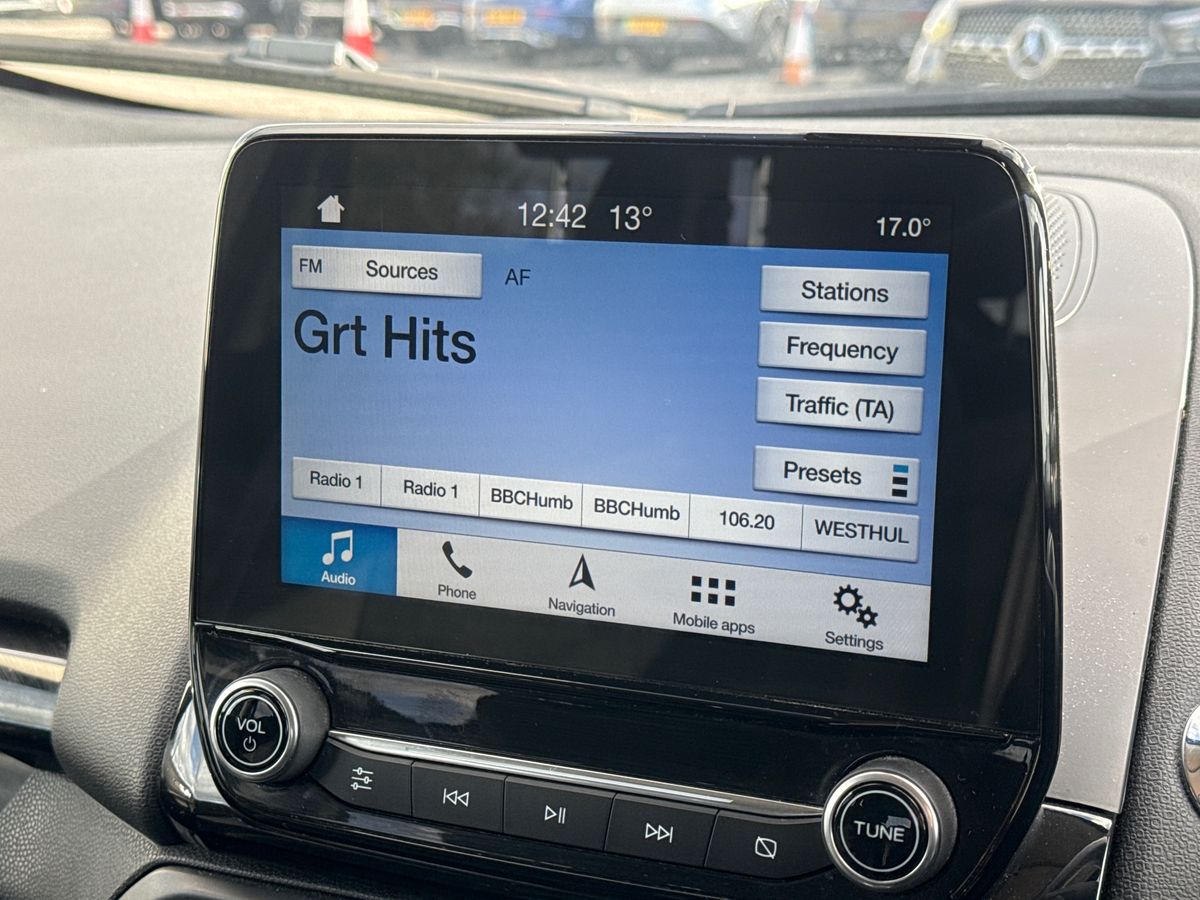 12:42 13° 17.0°
FM Sources AF
Stations
Grt Hits
Frequency
Traffic (TA)
Presets
Radio 1 Radio 1 BBCHumb BBCHumb 106.20 WESTHUL
Audio Phone Navigation Mobile apps Settings
VOL
TUNE